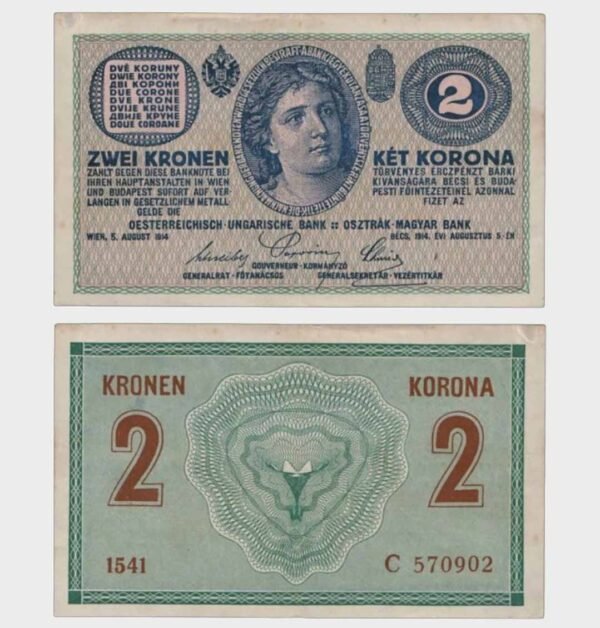 DVĚ KORUNY
DWIE KORONY
ДВІ КОРОНИ
DUE CORONE
DVE KRONE
DVIJE KRUNE
ДВИЈЕ КРУНЕ
DOUE COROANE
2
ZWEI KRONEN
ZAHLT GEGEN DIESE BANKNOTE BEI
IHREN HAUPTANSTALTEN IN WIEN
UND BUDAPEST SOFORT AUF VER-
LANGEN IN GESETZLICHEM METALL-
GELDE DIE
KÉT KORONA
TÖRVÉNYES ÉRCZPÉNZT BÁRKI
KIVÁNSÁGÁRA BÉCSI ÉS BUDA-
PESTI FŐINTÉZETEINÉL AZONNAL
FIZET AZ
OESTERREICHISCH-UNGARISCHE BANK :: OSZTRÁK-MAGYAR BANK
WIEN, 5. AUGUST 1914
BÉCS, 1914. ÉVI AUGUSZTUS 5.-ÉN
GOUVERNEUR-KORMÁNYZÓ
GENERALRAT-FŐTANÁCSOS
GENERALSEKRETÄR-VEZÉRTITKÁR
KRONEN
KORONA
2
2
1541
C 570902